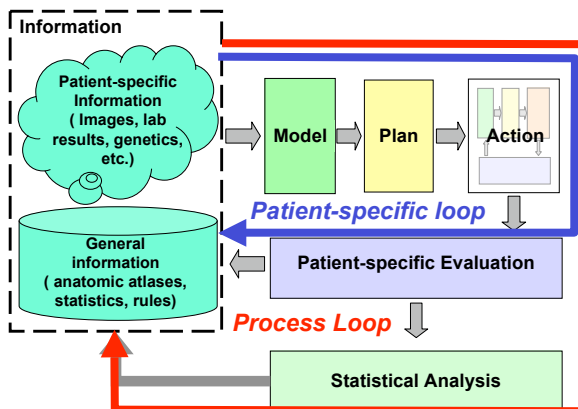 Information
Patient-specific
Information
( Images, lab
results, genetics,
etc.)
Model
Plan
Action
Patient-specific loop
General
information
( anatomic atlases,
statistics, rules)
Patient-specific Evaluation
Process Loop
Statistical Analysis